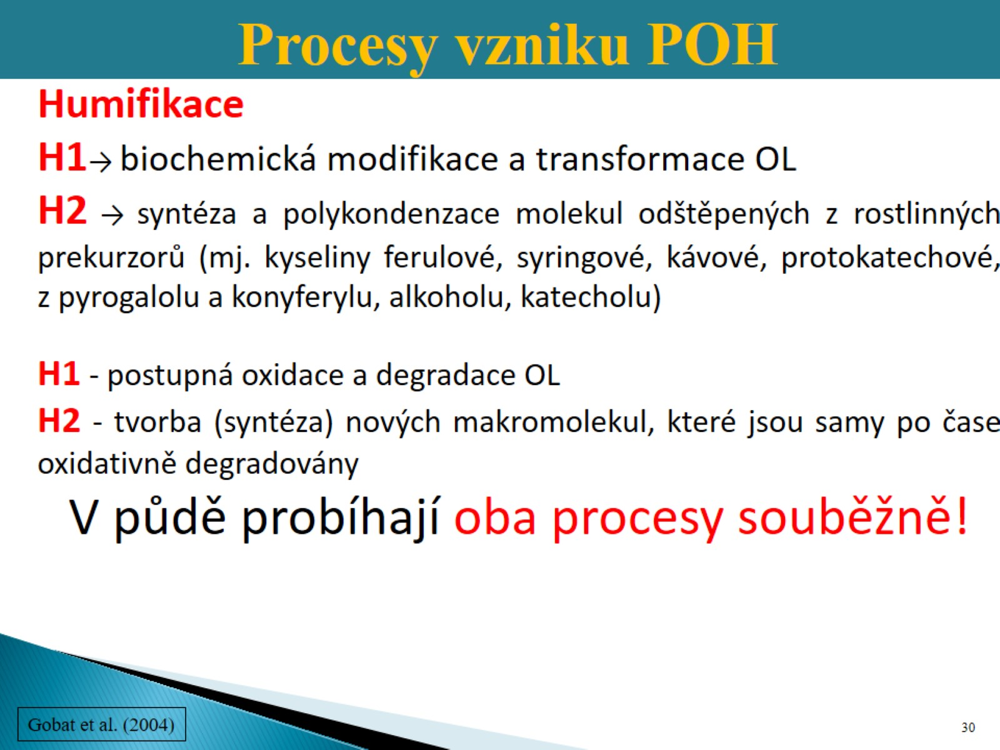 Procesy vzniku POH
Humifikace
H1→ biochemická modifikace a transformace OL
H2 → syntéza a polykondenzace molekul odštěpených z rostlinných
prekurzorů (mj. kyseliny ferulové, syringové, kávové, protokatechové,
z pyrogalolu a konyferylu, alkoholu, katecholu)
H1 - postupná oxidace a degradace OL
H2 - tvorba (syntéza) nových makromolekul, které jsou samy po čase
oxidativně degradovány
V půdě probíhají oba procesy souběžně!
Gobat et al. (2004)
30